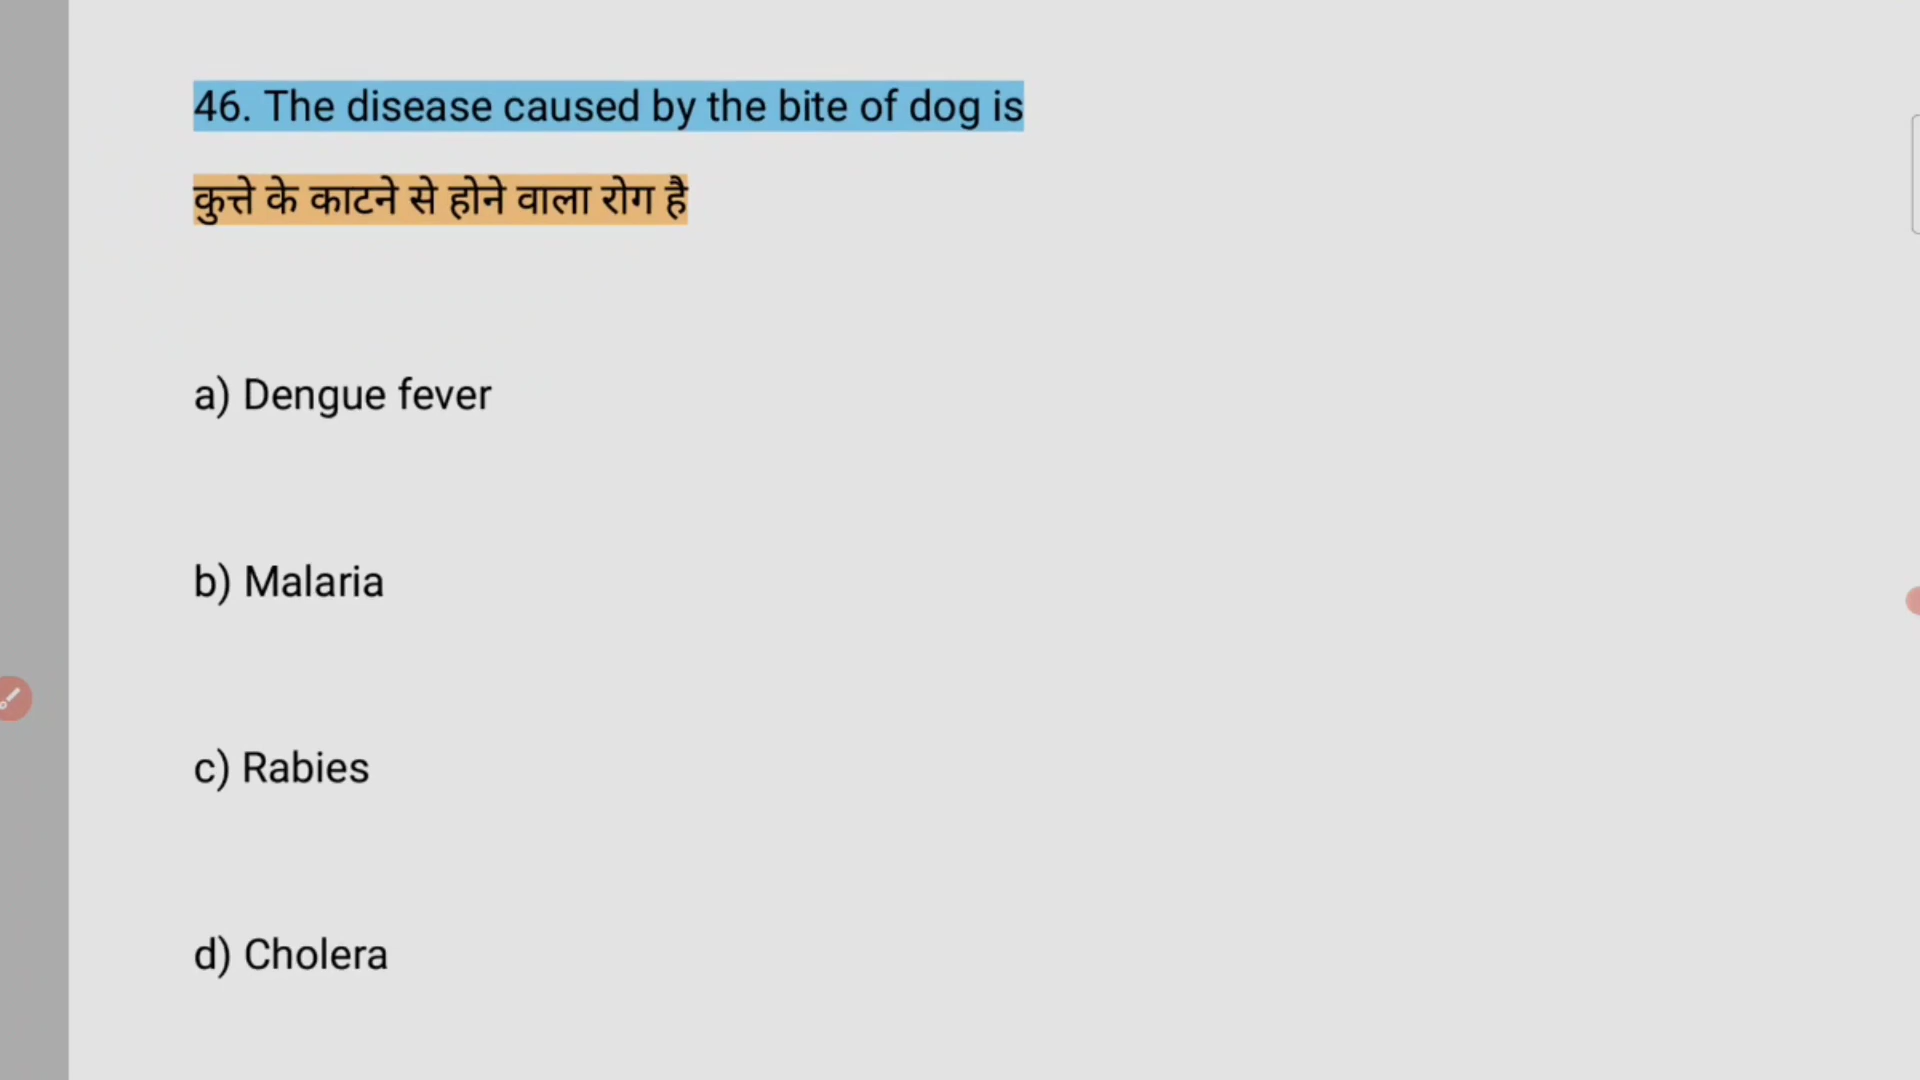 46. The disease caused by the bite of dog is
कुत्ते के काटने से होने वाला रोग है
a) Dengue fever
b) Malaria
c) Rabies
d) Cholera